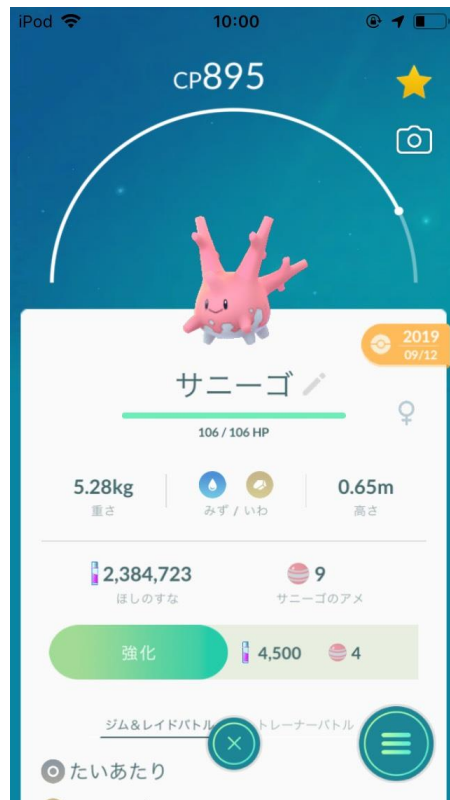 iPod 10:00
CP895
2019
09/12
サニーゴ
106 / 106 HP
5.28kg 0.65m
重さ みず / いわ 高さ
2,384,723 9
ほしのすな サニーゴのアメ
強化 4,500 4
ジム&レイドバトル トレーナーバトル
たいあたり